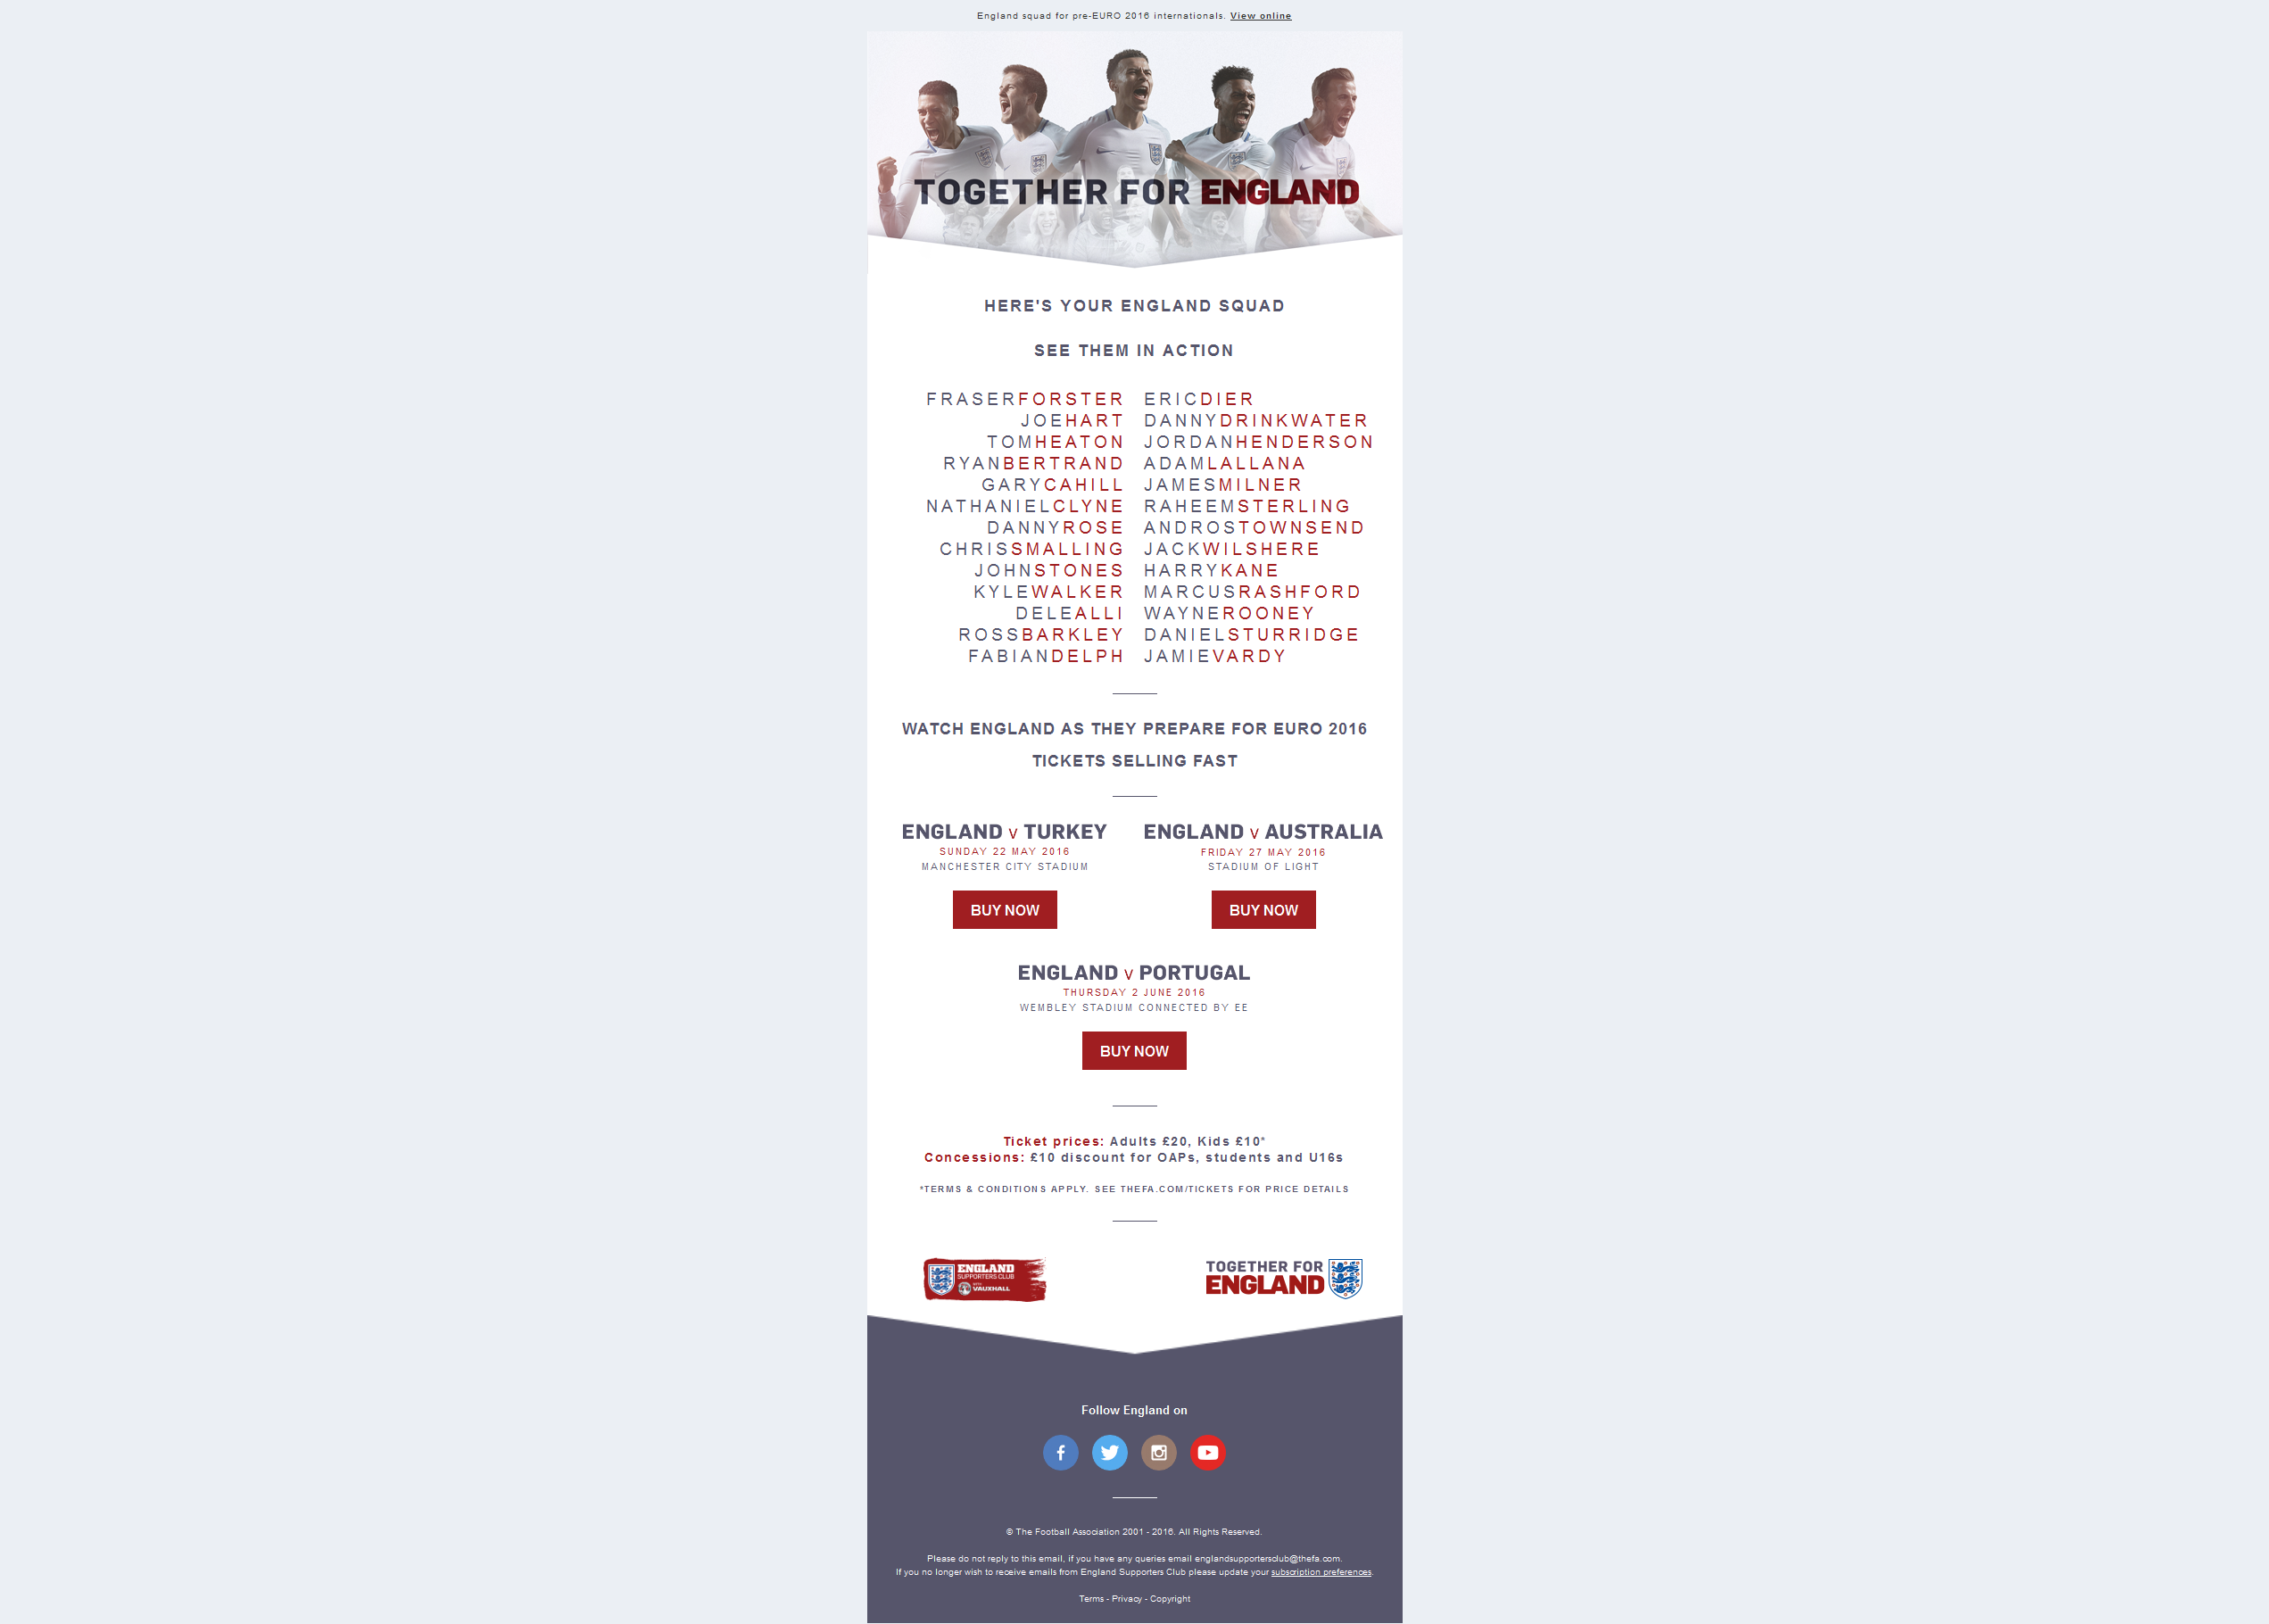 England squad for pre-EURO 2016 internationals. View online
TOGETHER FOR ENGLAND
HERE'S YOUR ENGLAND SQUAD
SEE THEM IN ACTION
FRASERFORSTER
JOEHART
TOMHEATON
RYANBERTRAND
GARYCAHILL
NATHANIELCLYNE
DANNYROSE
CHRISSMALLING
JOHNSTONES
KYLEWALKER
DELEALLI
ROSSBARKLEY
FABIANDELPH
ERICDIER
DANNYDRINKWATER
JORDANHENDERSON
ADAMLALLANA
JAMESMILNER
RAHEEMSTERLING
ANDROSTOWNSEND
JACKWILSHERE
HARRYKANE
MARCUSRASHFORD
WAYNEROONEY
DANIELSTURRIDGE
JAMIEVARDY
WATCH ENGLAND AS THEY PREPARE FOR EURO 2016
TICKETS SELLING FAST
ENGLAND V TURKEY
SUNDAY 22 MAY 2016
MANCHESTER CITY STADIUM
BUY NOW
ENGLAND V AUSTRALIA
FRIDAY 27 MAY 2016
STADIUM OF LIGHT
BUY NOW
ENGLAND V PORTUGAL
THURSDAY 2 JUNE 2016
WEMBLEY STADIUM CONNECTED BY EE
BUY NOW
Ticket prices: Adults £20, Kids £10*
Concessions: £10 discount for OAPs, students and U16s
*TERMS & CONDITIONS APPLY. SEE THEFA.COM/TICKETS FOR PRICE DETAILS
ENGLAND
SUPPORTERS CLUB
VAUXHALL
TOGETHER FOR
ENGLAND
Follow England on
© The Football Association 2001 - 2016. All Rights Reserved.
Please do not reply to this email, if you have any queries email englandsupportersclub@thefa.com.
If you no longer wish to receive emails from England Supporters Club please update your subscription preferences.
Terms - Privacy - Copyright